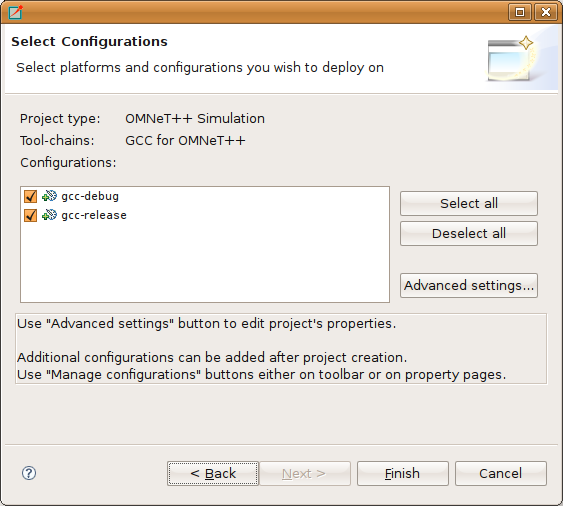 Select Configurations
Select platforms and configurations you wish to deploy on
Project type: OMNeT++ Simulation
Tool-chains: GCC for OMNeT++
Configurations:
gcc-debug
gcc-release
Select all
Deselect all
Advanced settings...
Use "Advanced settings" button to edit project's properties.
Additional configurations can be added after project creation.
Use "Manage configurations" buttons either on toolbar or on property pages.
? < Back Next > Finish Cancel